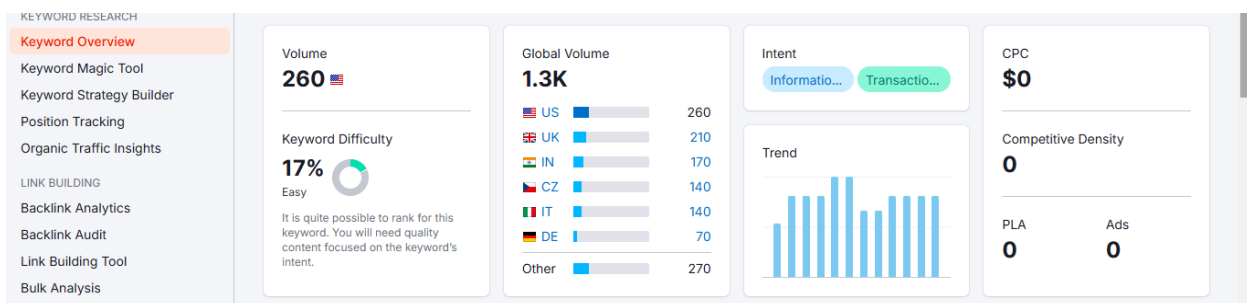 KEYWORD RESEARCH
Keyword Overview
Keyword Magic Tool
Keyword Strategy Builder
Position Tracking
Organic Traffic Insights
LINK BUILDING
Backlink Analytics
Backlink Audit
Link Building Tool
Bulk Analysis
Volume
260
Keyword Difficulty
17%
Easy
It is quite possible to rank for this
keyword. You will need quality
content focused on the keyword's
intent.
Global Volume
1.3K
US 260
UK 210
IN 170
CZ 140
IT 140
DE 70
Other 270
Intent
Informatio... Transactio...
Trend
CPC
$0
Competitive Density
0
PLA Ads
0 0